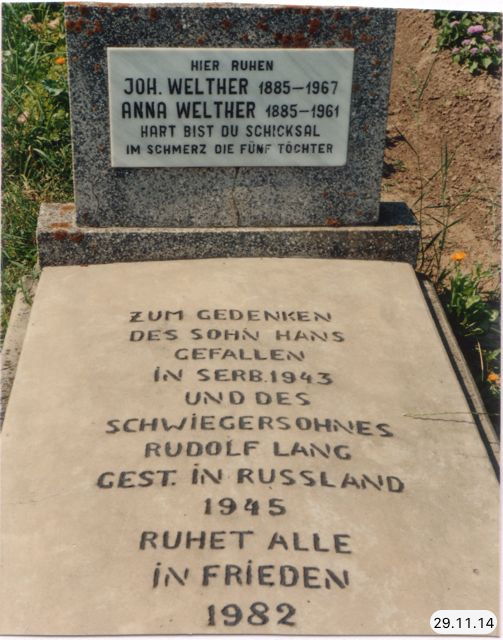 HIER RUHEN
JOH. WELTHER 1885–1967
ANNA WELTHER 1885–1961
HART BIST DU SCHICKSAL
IM SCHMERZ DIE FÜNF TÖCHTER
ZUM GEDENKEN
DES SOHN HANS
GEFALLEN
IN SERB.1943
UND DES
SCHWIEGERSOHNES
RUDOLF LANG
GEST. IN RUSSLAND
1945
RUHET ALLE
IN FRIEDEN
1982
29.11.14